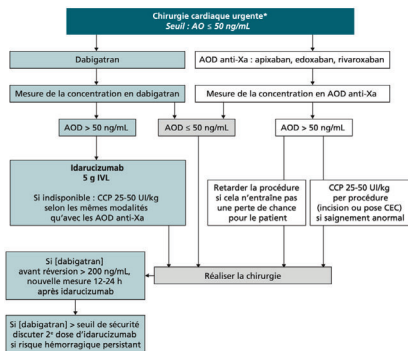 Chirurgie cardiaque urgente*
Seuil : AO ≤ 50 ng/mL
Dabigatran
AOD anti-Xa : apixaban, edoxaban, rivaroxaban
Mesure de la concentration en dabigatran
Mesure de la concentration en AOD anti-Xa
AOD > 50 ng/mL
AOD ≤ 50 ng/mL
AOD > 50 ng/mL
Idarucizumab
5 g IVL
Si indisponible : CCP 25-50 UI/kg
selon les mêmes modalités
qu'avec les AOD anti-Xa
Retarder la procédure
si cela n'entraîne pas
une perte de chance
pour le patient
CCP 25-50 UI/kg
per procédure
(incision ou pose CEC)
si saignement anormal
Réaliser la chirurgie
Si [dabigatran]
avant réversion > 200 ng/mL,
nouvelle mesure 12-24 h
après idarucizumab
Si [dabigatran] > seuil de sécurité
discuter 2e dose d'idarucizumab
si risque hémorragique persistant